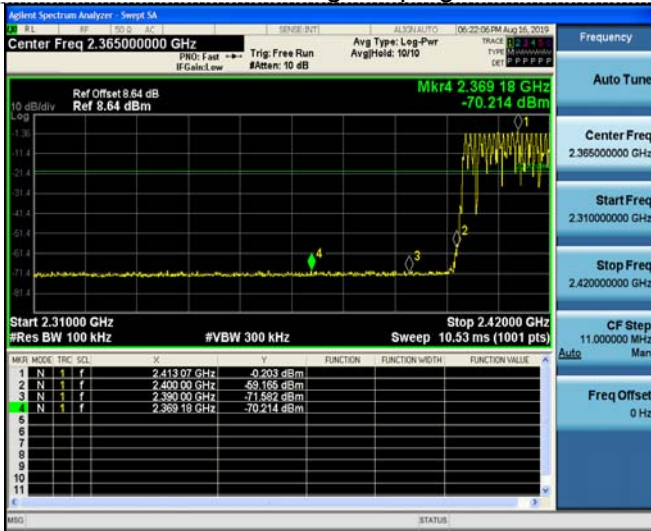 Agilent Spectrum Analyzer - Swept SA
RL RF 50 Ω AC SENSE:INT ALIGN AUTO 06:22:06 PM Aug 16, 2019
Center Freq 2.365000000 GHz
PNO: Fast
IFGain:Low
Trig: Free Run
#Atten: 10 dB
Avg Type: Log-Pwr
Avg|Hold: 10/10
TRACE 1 2 3 4 5 6
TYPE
DET P P P P P P
Frequency
Auto Tune
Center Freq
2.365000000 GHz
Start Freq
2.310000000 GHz
Stop Freq
2.420000000 GHz
CF Step
11.000000 MHz
Auto Man
Freq Offset
0 Hz
Ref Offset 8.64 dB
Mkr4 2.369 18 GHz
10 dB/div Ref 8.64 dBm
-70.214 dBm
Log
-1.36
-11.4
-21.4
-31.4
-41.4
-51.4
-61.4
-71.4
-81.4
1
2
3
4
Start 2.31000 GHz
Stop 2.42000 GHz
#Res BW 100 kHz
#VBW 300 kHz
Sweep 10.53 ms (1001 pts)
MKR MODE TRC SCL X Y FUNCTION FUNCTION WIDTH FUNCTION VALUE
1 N 1 f 2.413 07 GHz -0.203 dBm
2 N 1 f 2.400 00 GHz -59.165 dBm
3 N 1 f 2.390 00 GHz -71.582 dBm
4 N 1 f 2.369 18 GHz -70.214 dBm
5
6
7
8
9
10
11
MSG
STATUS